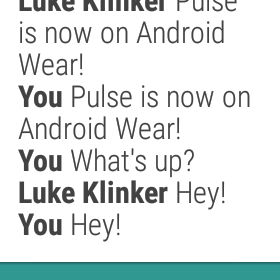 Luke Klinker Pulse
is now on Android
Wear!
You Pulse is now on
Android Wear!
You What's up?
Luke Klinker Hey!
You Hey!